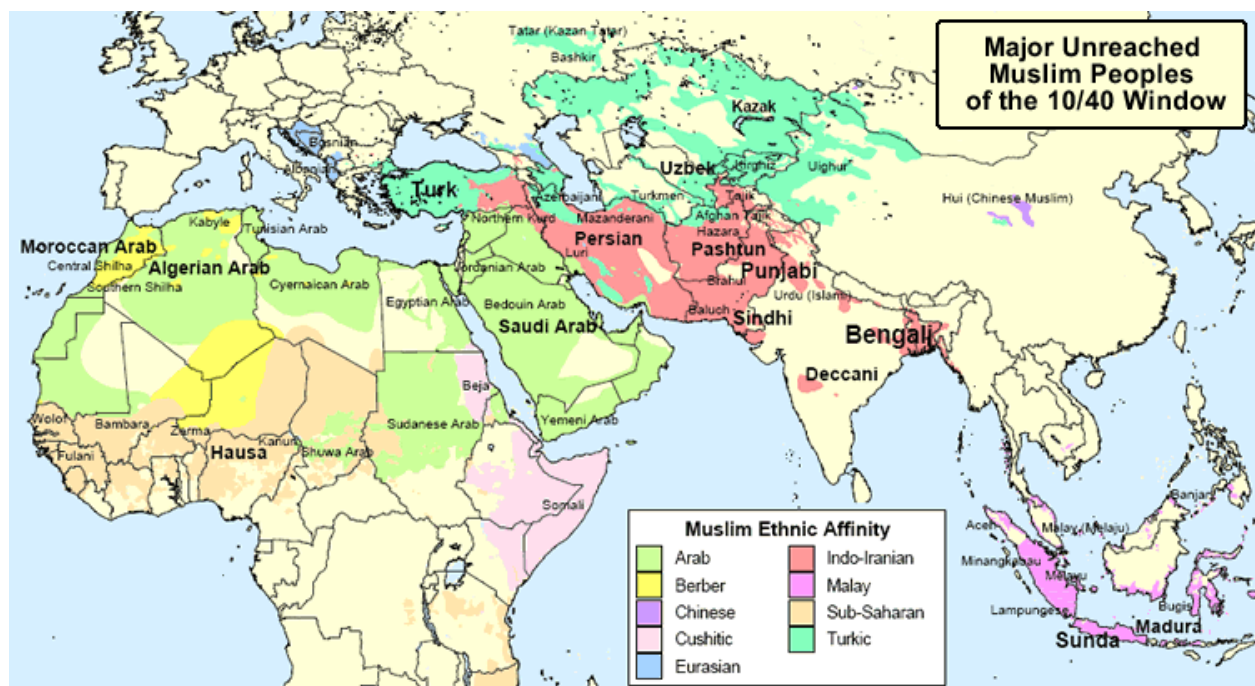 Major Unreached
Muslim Peoples
of the 10/40 Window
Tatar (Kazan Tatar)
Bashkir
Kazak
Bosnian
Albanian
Uzbek
Kirghiz
Uighur
Turk
Azerbaijani
Turkmen
Tajik
Hui (Chinese Muslim)
Kabyle
Tunisian Arab
Northern Kurd
Mazanderani
Afghan Tajik
Hazara
Moroccan Arab
Persian
Pashtun
Central Shilha
Algerian Arab
Luri
Punjabi
Southern Shilha
Cyernaican Arab
Jordanian Arab
Brahui
Egyptian Arab
Bedouin Arab
Urdu (Islami)
Saudi Arab
Baluch
Sindhi
Bengali
Deccani
Beja
Wolof
Bambara
Zerma
Sudanese Arab
Yemeni Arab
Fulani
Hausa
Kanuri
Shuwa Arab
Somali
Banjar
Aceh
Malay (Melaju)
Minangkabau
Melayu
Lampungese
Bugis
Madura
Sunda
Muslim Ethnic Affinity
Arab
Berber
Chinese
Cushitic
Eurasian
Indo-Iranian
Malay
Sub-Saharan
Turkic